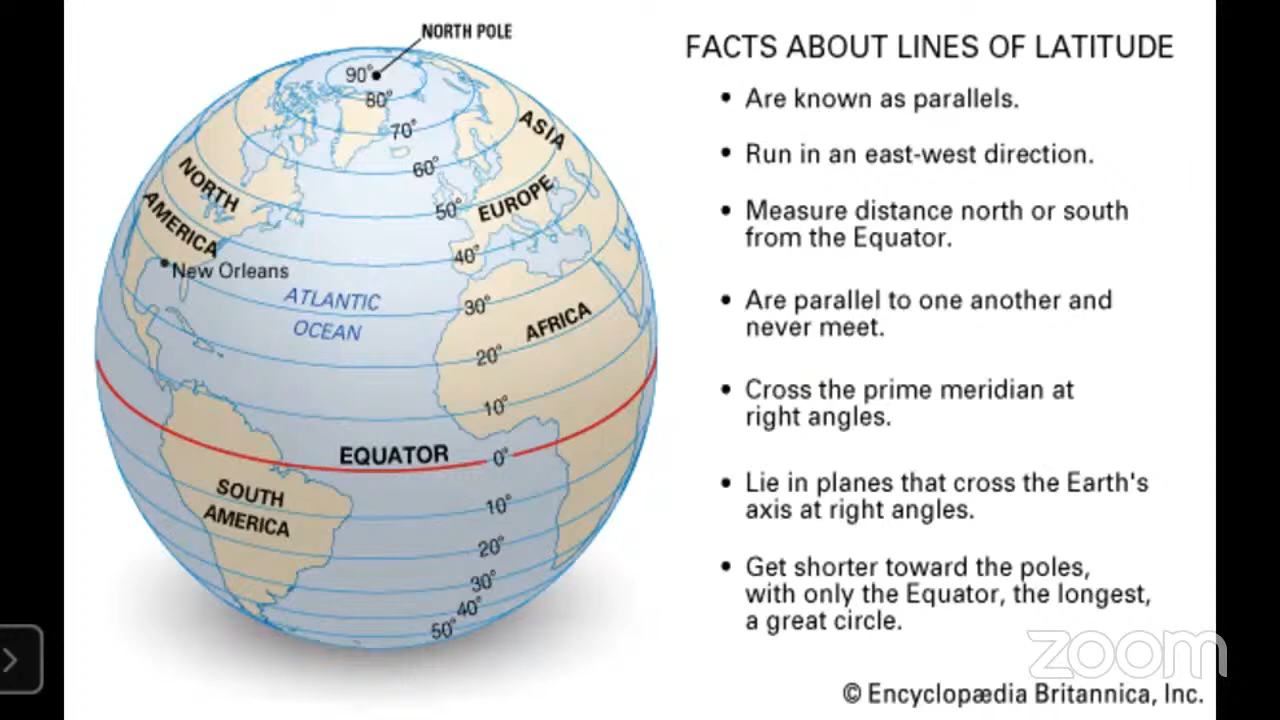 NORTH POLE
90°
80°
70°
60°
50°
40°
30°
20°
10°
0°
10°
20°
30°
40°
50°
ASIA
EUROPE
NORTH
AMERICA
New Orleans
ATLANTIC
OCEAN
AFRICA
EQUATOR
SOUTH
AMERICA
FACTS ABOUT LINES OF LATITUDE
• Are known as parallels.
• Run in an east-west direction.
• Measure distance north or south
from the Equator.
• Are parallel to one another and
never meet.
• Cross the prime meridian at
right angles.
• Lie in planes that cross the Earth's
axis at right angles.
• Get shorter toward the poles,
with only the Equator, the longest,
a great circle.
zoom
© Encyclopædia Britannica, Inc.